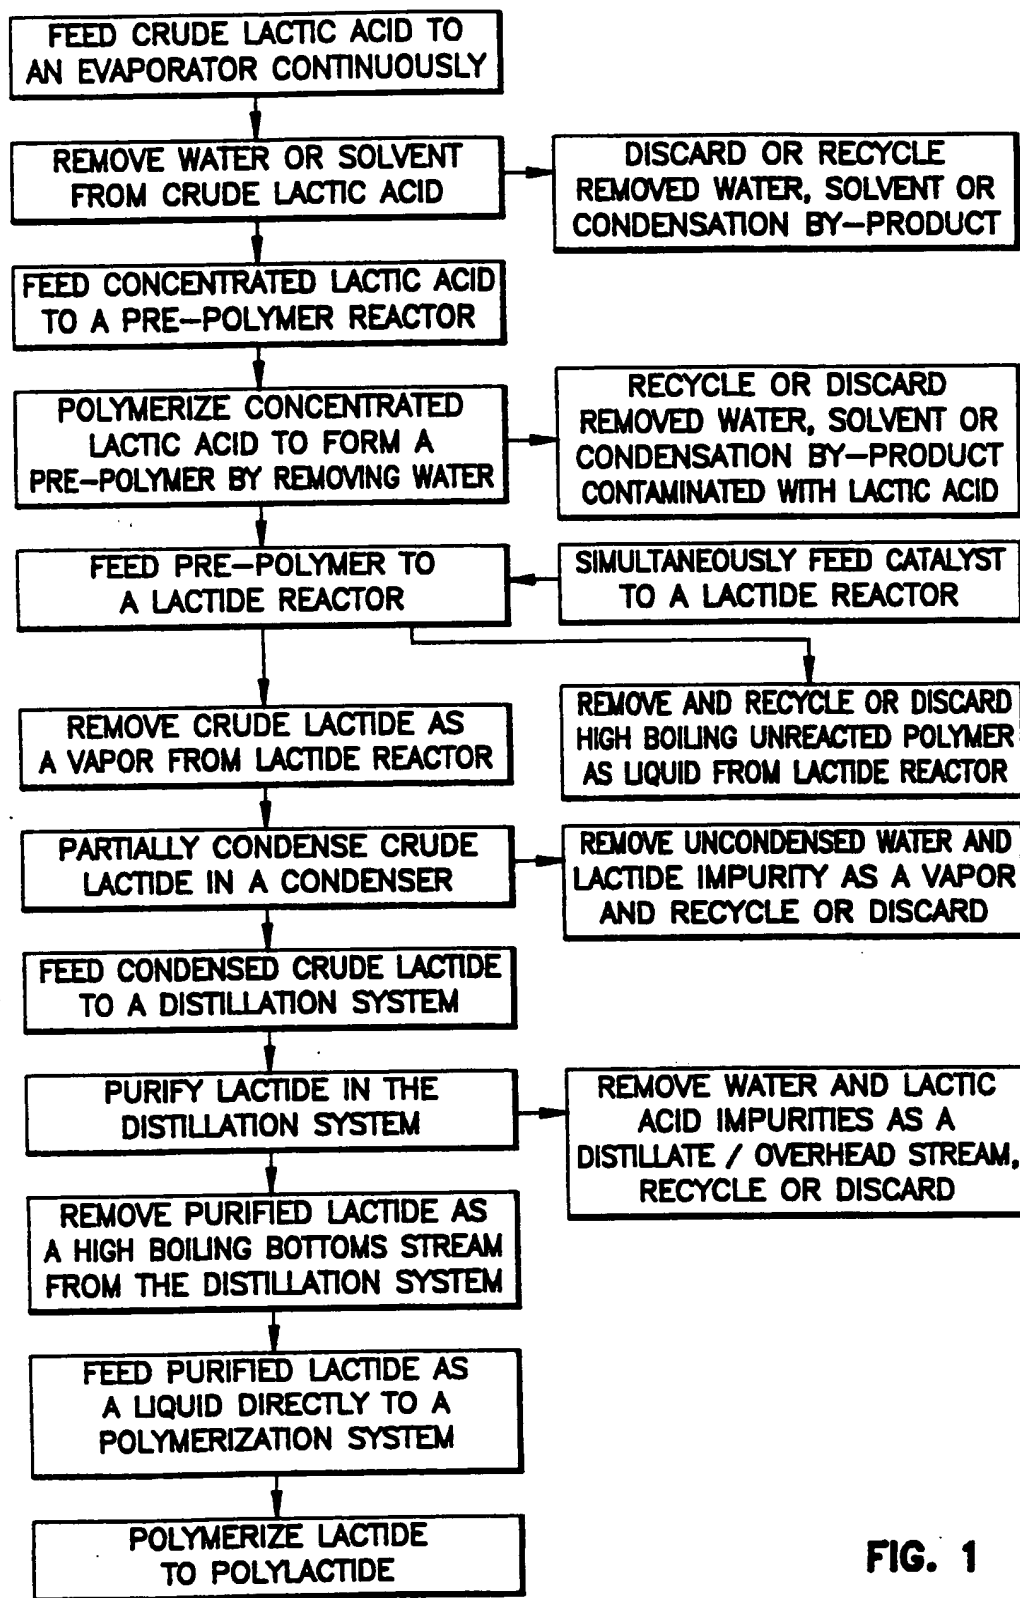 FEED CRUDE LACTIC ACID TO
AN EVAPORATOR CONTINUOUSLY
REMOVE WATER OR SOLVENT
FROM CRUDE LACTIC ACID
DISCARD OR RECYCLE
REMOVED WATER, SOLVENT OR
CONDENSATION BY–PRODUCT
FEED CONCENTRATED LACTIC ACID
TO A PRE–POLYMER REACTOR
POLYMERIZE CONCENTRATED
LACTIC ACID TO FORM A
PRE–POLYMER BY REMOVING WATER
RECYCLE OR DISCARD
REMOVED WATER, SOLVENT OR
CONDENSATION BY–PRODUCT
CONTAMINATED WITH LACTIC ACID
FEED PRE–POLYMER TO
A LACTIDE REACTOR
SIMULTANEOUSLY FEED CATALYST
TO A LACTIDE REACTOR
REMOVE CRUDE LACTIDE AS
A VAPOR FROM LACTIDE REACTOR
REMOVE AND RECYCLE OR DISCARD
HIGH BOILING UNREACTED POLYMER
AS LIQUID FROM LACTIDE REACTOR
PARTIALLY CONDENSE CRUDE
LACTIDE IN A CONDENSER
REMOVE UNCONDENSED WATER AND
LACTIDE IMPURITY AS A VAPOR
AND RECYCLE OR DISCARD
FEED CONDENSED CRUDE LACTIDE
TO A DISTILLATION SYSTEM
PURIFY LACTIDE IN THE
DISTILLATION SYSTEM
REMOVE WATER AND LACTIC
ACID IMPURITIES AS A
DISTILLATE / OVERHEAD STREAM,
RECYCLE OR DISCARD
REMOVE PURIFIED LACTIDE AS
A HIGH BOILING BOTTOMS STREAM
FROM THE DISTILLATION SYSTEM
FEED PURIFIED LACTIDE AS
A LIQUID DIRECTLY TO A
POLYMERIZATION SYSTEM
POLYMERIZE LACTIDE
TO POLYLACTIDE
FIG. 1